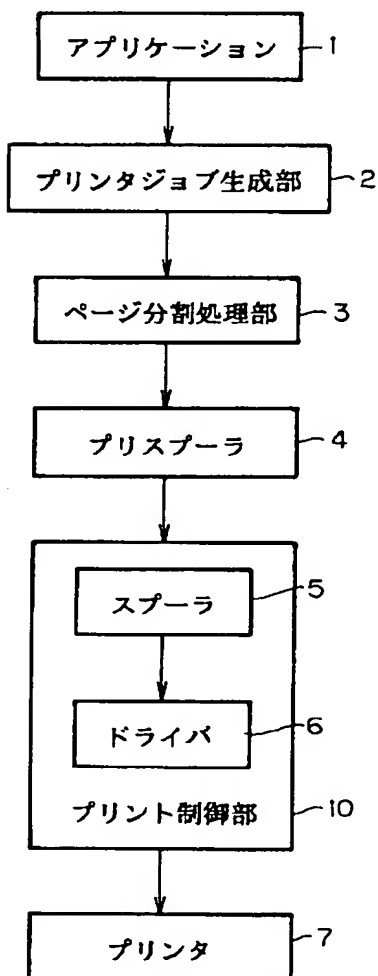 アプリケーション 1
プリンタジョブ生成部 2
ページ分割処理部 3
プリスプーラ 4
スプーラ 5
ドライバ 6
プリント制御部 10
プリンタ 7